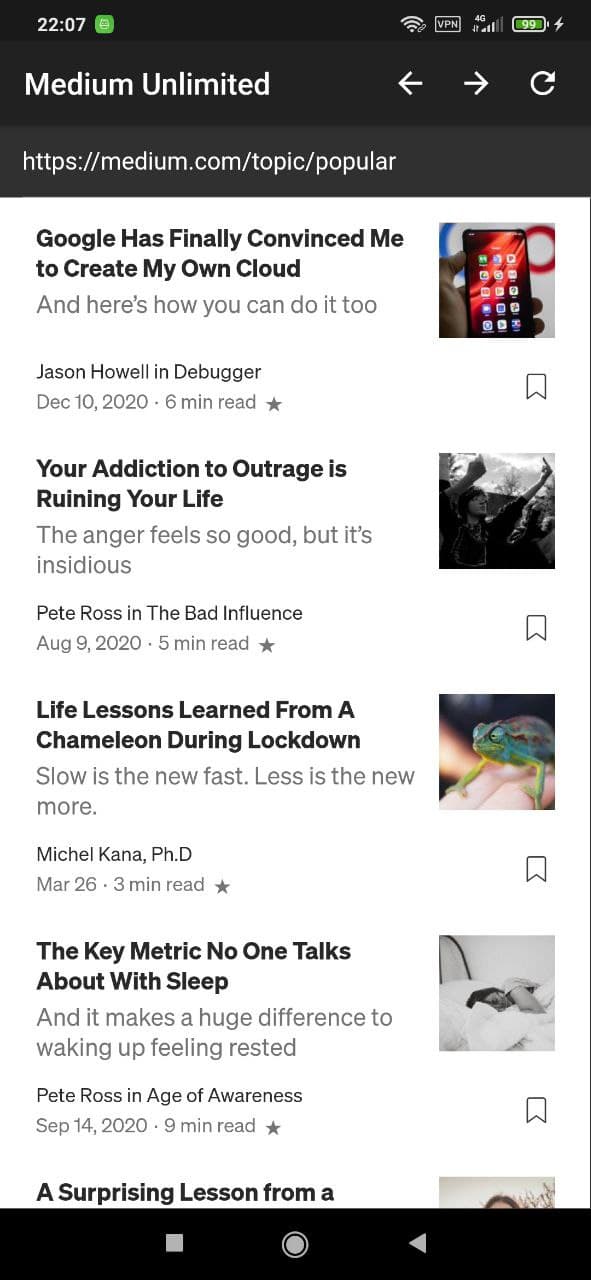 22:07
VPN
4G
99
Medium Unlimited
https://medium.com/topic/popular
Google Has Finally Convinced Me
to Create My Own Cloud
And here’s how you can do it too
Jason Howell in Debugger
Dec 10, 2020 · 6 min read ★
Your Addiction to Outrage is
Ruining Your Life
The anger feels so good, but it’s
insidious
Pete Ross in The Bad Influence
Aug 9, 2020 · 5 min read ★
Life Lessons Learned From A
Chameleon During Lockdown
Slow is the new fast. Less is the new
more.
Michel Kana, Ph.D
Mar 26 · 3 min read ★
The Key Metric No One Talks
About With Sleep
And it makes a huge difference to
waking up feeling rested
Pete Ross in Age of Awareness
Sep 14, 2020 · 9 min read ★
A Surprising Lesson from a